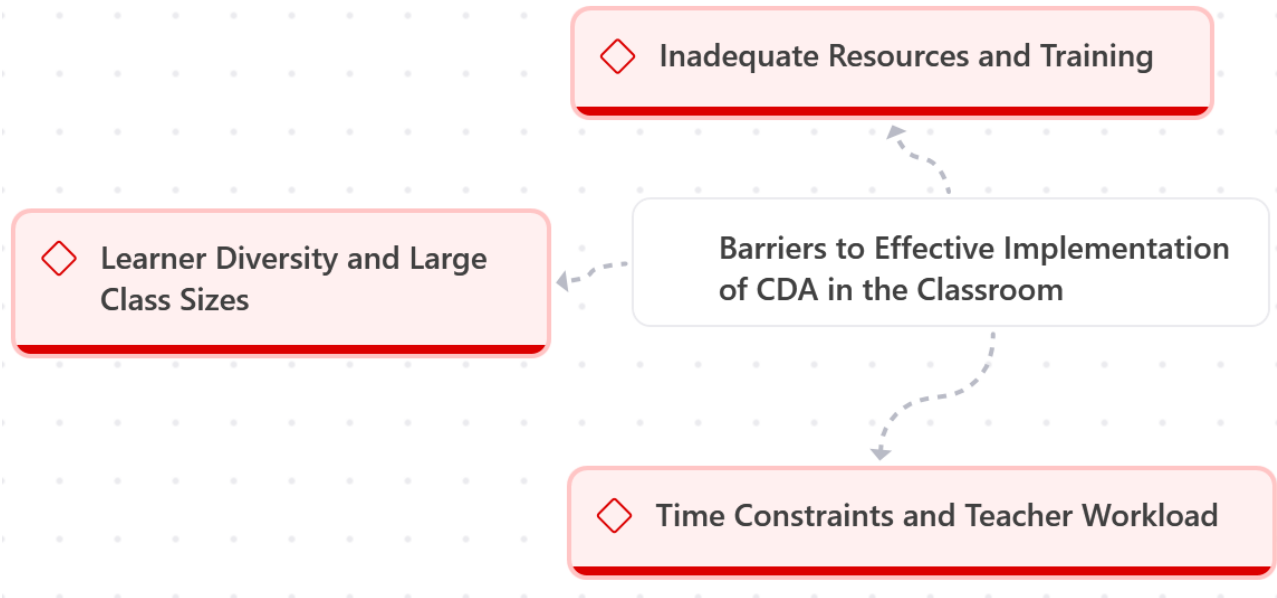 Inadequate Resources and Training
Learner Diversity and Large
Class Sizes
Barriers to Effective Implementation
of CDA in the Classroom
Time Constraints and Teacher Workload